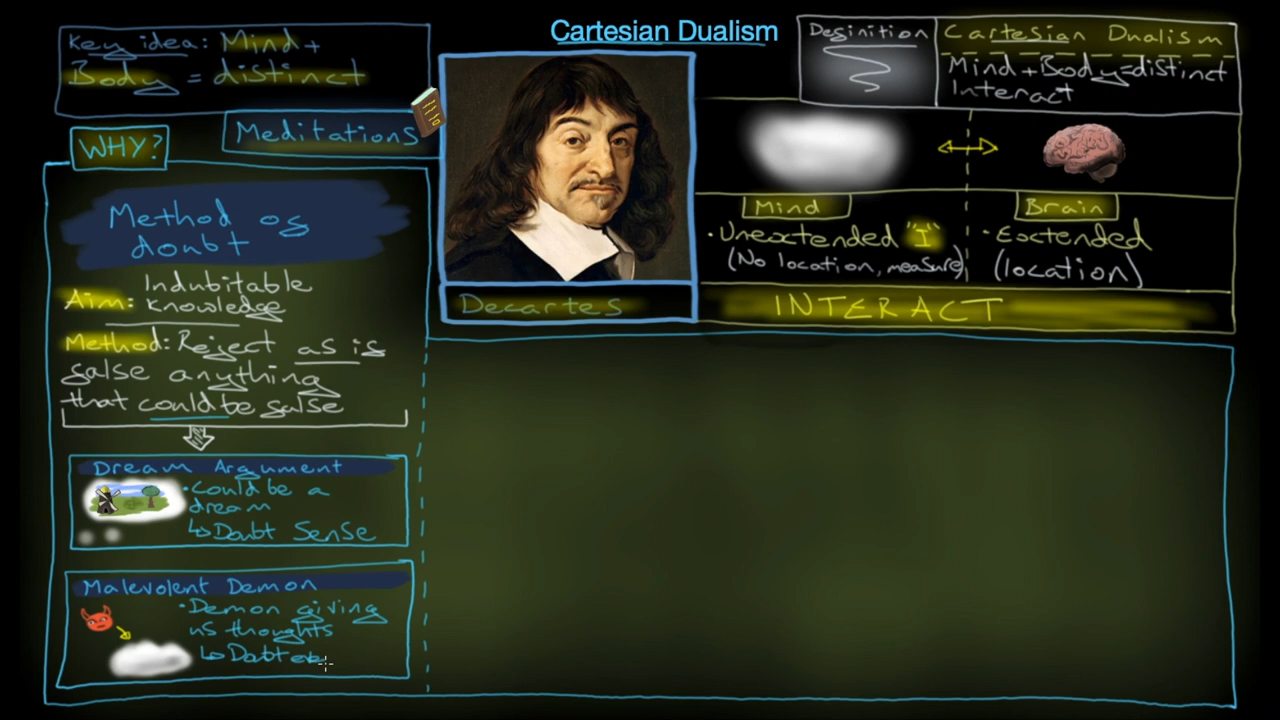 Cartesian Dualism
Key idea: Mind +
Body = distinct
Meditations
WHY?
Method of
doubt
Aim: Indubitable
knowledge
Method: Reject as is
false anything
that could be false
Dream Argument
• Could be a
dream
↳ Doubt Sense
Malevolent Demon
• Demon giving
us thoughts
↳ Doubt
Decartes
Definition
Cartesian Dualism
Mind + Body = distinct
Interact
Mind
• Unextended "I"
(No location, measure)
Brain
• Extended
(location)
INTERACT